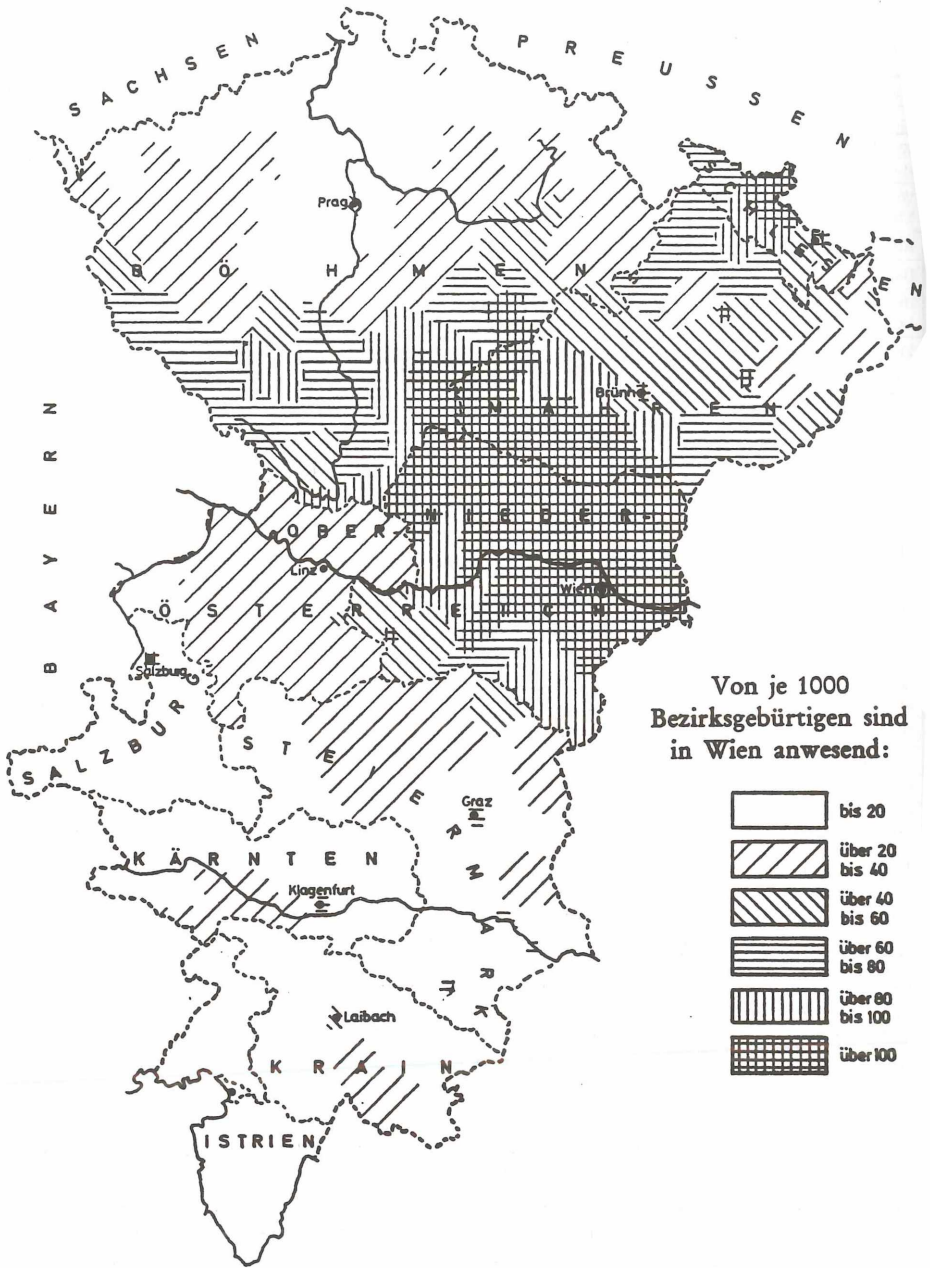 SACHSEN
PREUSSEN
Prag
BÖHMEN
Brünn
MÄHREN
BAYERN
OBER-
NIEDER-
Linz
Wien
ÖSTERREICH
Salzburg
SALZBURG
STEIERMARK
Graz
KÄRNTEN
Klagenfurt
Laibach
KRAIN
ISTRIEN
Von je 1000
Bezirksgebürtigen sind
in Wien anwesend:
bis 20
über 20
bis 40
über 40
bis 60
über 60
bis 80
über 80
bis 100
über 100